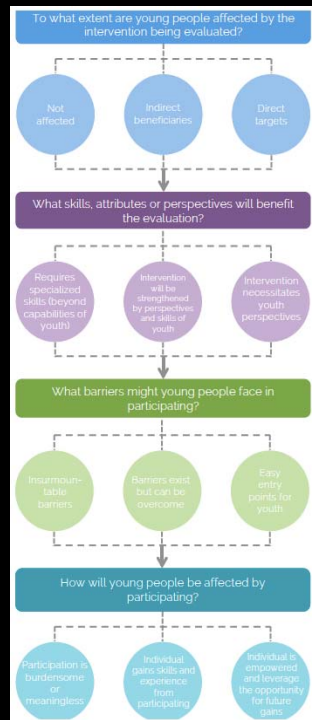 To what extent are young people affected by the
intervention being evaluated?
Not
affected
Indirect
beneficiaries
Direct
targets
What skills, attributes or perspectives will benefit
the evaluation?
Requires
specialized
skills (beyond
capabilities of
youth)
Intervention
will be
strengthened
by perspectives
and skills of
youth
Intervention
necessitates
youth
perspectives
What barriers might young people face in
participating?
Insurmoun-
table
barriers
Barriers exist
but can be
overcome
Easy
entry
points for
youth
How will young people be affected by
participating?
Participation is
burdensome
or
meaningless
Individual
gains skills and
experience
from
participating
Individual is
empowered
and leverage
the opportunity
for future
gains